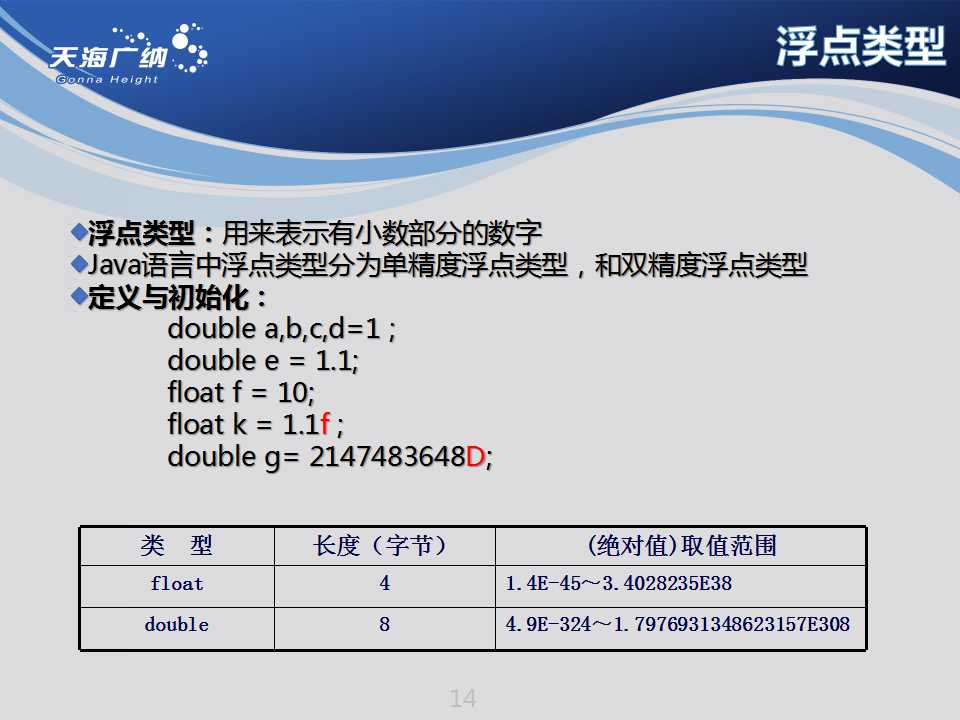 天海广纳
Gonna Height
浮点类型
浮点类型：用来表示有小数部分的数字
Java语言中浮点类型分为单精度浮点类型，和双精度浮点类型
定义与初始化：
double a,b,c,d=1 ;
double e = 1.1;
float f = 10;
float k = 1.1f ;
double g= 2147483648D;
类 型 长度（字节） (绝对值)取值范围
float 4 1.4E-45～3.4028235E38
double 8 4.9E-324～1.7976931348623157E308
14